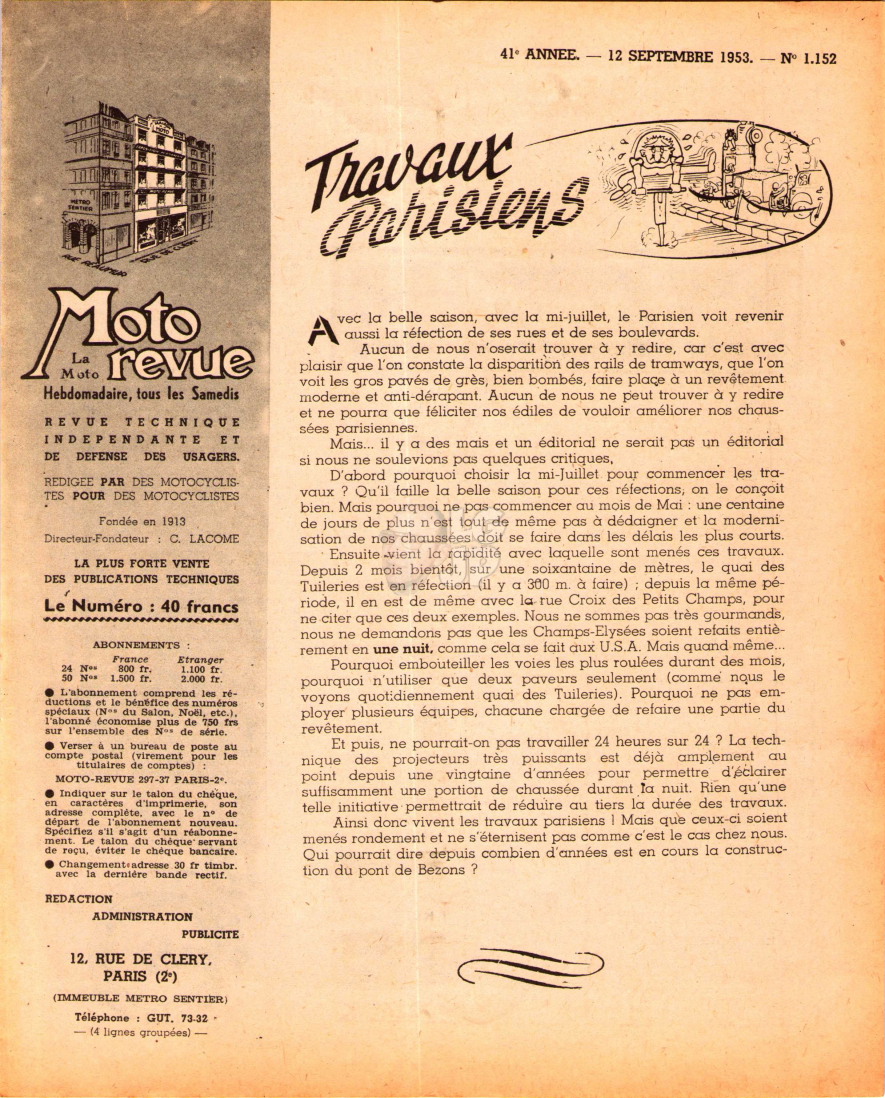 41e ANNEE. — 12 SEPTEMBRE 1953. — No 1.152
METRO
SENTIER
MOTO
RUE REAUMUR
RUE DE CLERY
Moto
La
Moto
revue
Hebdomadaire, tous les Samedis
REVUE TECHNIQUE
INDEPENDANTE ET
DE DEFENSE DES USAGERS.
REDIGEE PAR DES MOTOCYCLIS-
TES POUR DES MOTOCYCLISTES
Fondée en 1913
Directeur-Fondateur : C. LACOME
LA PLUS FORTE VENTE
DES PUBLICATIONS TECHNIQUES
Le Numéro : 40 francs
ABONNEMENTS :
France Etranger
24 Nos 800 fr. 1.100 fr.
50 Nos 1.500 fr. 2.000 fr.
● L'abonnement comprend les ré-
ductions et le bénéfice des numéros
spéciaux (Nos du Salon, Noël, etc.),
l'abonné économise plus de 750 frs
sur l'ensemble des Nos de série.
● Verser à un bureau de poste au
compte postal (virement pour les
titulaires de comptes) :
MOTO-REVUE 297-37 PARIS-2e.
● Indiquer sur le talon du chèque,
en caractères d'imprimerie, son
adresse complète, avec le no de
départ de l'abonnement nouveau.
Spécifiez s'il s'agit d'un réabonne-
ment. Le talon du chèque servant
de reçu, éviter le chèque bancaire.
● Changement adresse 30 fr timbr.
avec la dernière bande rectif.
REDACTION
ADMINISTRATION
PUBLICITE
12, RUE DE CLERY,
PARIS (2e)
(IMMEUBLE METRO SENTIER)
Téléphone : GUT. 73-32
— (4 lignes groupées) —
Travaux
Parisiens
Avec la belle saison, avec la mi-juillet, le Parisien voit revenir
aussi la réfection de ses rues et de ses boulevards.
Aucun de nous n'oserait trouver à y redire, car c'est avec
plaisir que l'on constate la disparition des rails de tramways, que l'on
voit les gros pavés de grès, bien bombés, faire place à un revêtement
moderne et anti-dérapant. Aucun de nous ne peut trouver à y redire
et ne pourra que féliciter nos édiles de vouloir améliorer nos chaus-
sées parisiennes.
Mais... il y a des mais et un éditorial ne serait pas un éditorial
si nous ne soulevions pas quelques critiques,
D'abord pourquoi choisir la mi-Juillet pour commencer les tra-
vaux ? Qu'il faille la belle saison pour ces réfections, on le conçoit
bien. Mais pourquoi ne pas commencer au mois de Mai : une centaine
de jours de plus n'est tout de même pas à dédaigner et la moderni-
sation de nos chaussées doit se faire dans les délais les plus courts.
Ensuite vient la rapidité avec laquelle sont menés ces travaux.
Depuis 2 mois bientôt, sur une soixantaine de mètres, le quai des
Tuileries est en réfection (il y a 300 m. à faire) ; depuis la même pé-
riode, il en est de même avec la rue Croix des Petits Champs, pour
ne citer que ces deux exemples. Nous ne sommes pas très gourmands,
nous ne demandons pas que les Champs-Elysées soient refaits entiè-
rement en une nuit, comme cela se fait aux U.S.A. Mais quand même...
Pourquoi embouteiller les voies les plus roulées durant des mois,
pourquoi n'utiliser que deux paveurs seulement (comme nous le
voyons quotidiennement quai des Tuileries). Pourquoi ne pas em-
ployer plusieurs équipes, chacune chargée de refaire une partie du
revêtement.
Et puis, ne pourrait-on pas travailler 24 heures sur 24 ? La tech-
nique des projecteurs très puissants est déjà amplement au
point depuis une vingtaine d'années pour permettre d'éclairer
suffisamment une portion de chaussée durant la nuit. Rien qu'une
telle initiative permettrait de réduire au tiers la durée des travaux.
Ainsi donc vivent les travaux parisiens ! Mais que ceux-ci soient
menés rondement et ne s'éternisent pas comme c'est le cas chez nous.
Qui pourrait dire depuis combien d'années est en cours la construc-
tion du pont de Bezons ?